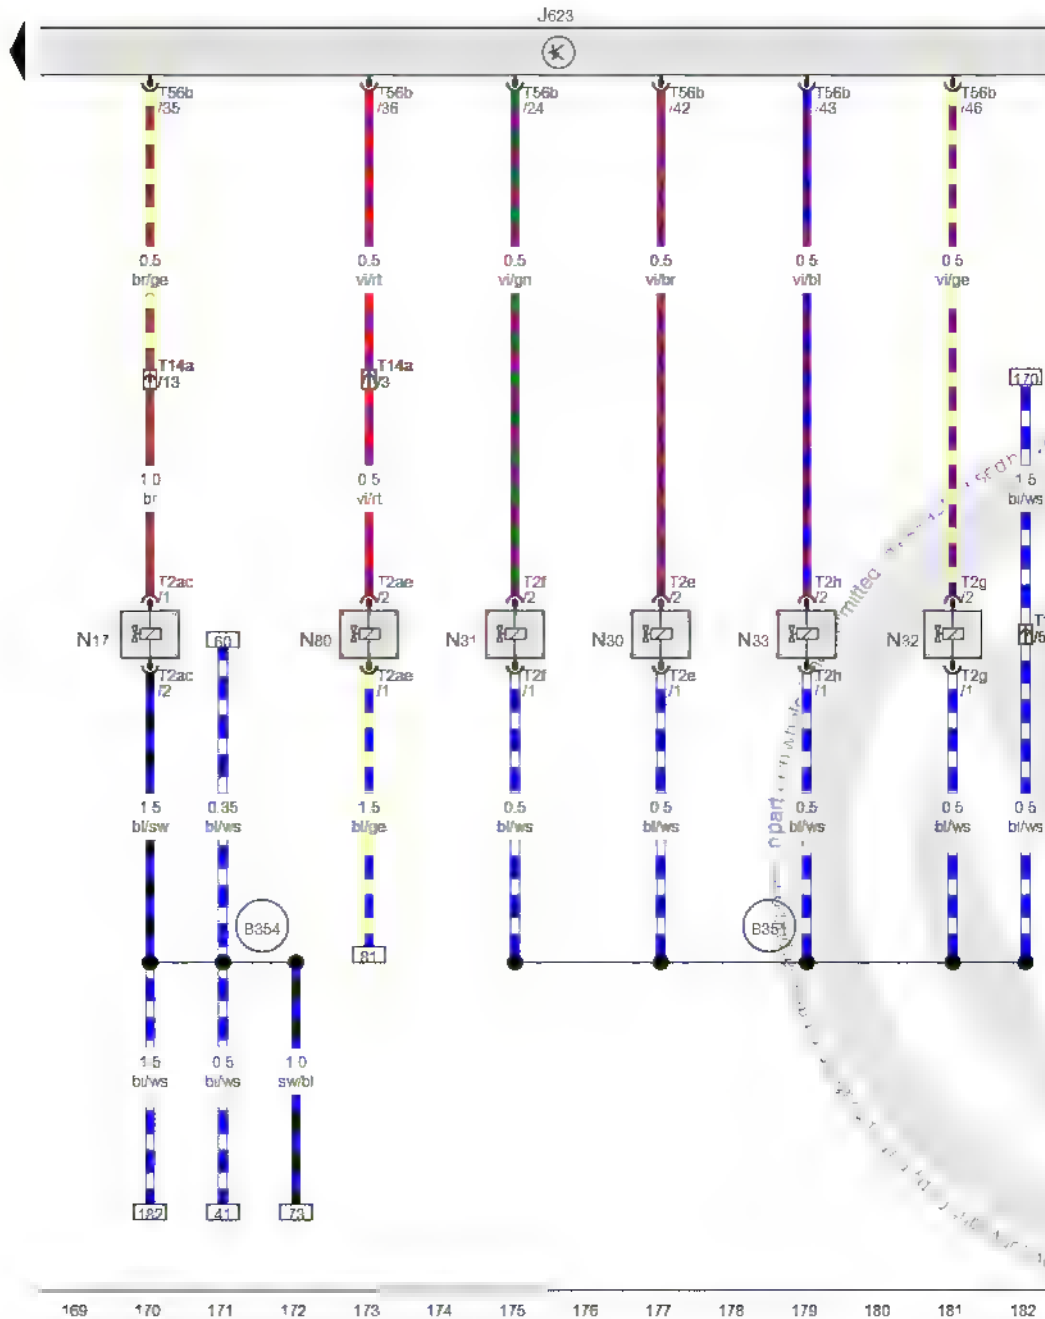 J623
T56b
/35
T56b
/36
T56b
/24
T56b
/42
T56b
/43
T56b
/46
0.5
br/ge
0.5
vi/rt
0.5
vi/gn
0.5
vi/br
0.5
vi/bl
0.5
vi/ge
T14a
/13
T14a
/3
170
1.0
br
0.5
vi/rt
1.5
bl/ws
T2ac
/1
T2ae
/2
T2f
/2
T2e
/2
T2h
/2
T2g
/2
N17
60
N80
N31
N30
N33
N32
/5
T2ac
/2
T2ae
/1
T2f
/1
T2e
/1
T2h
/1
T2g
/1
1.5
bl/sw
0.35
bl/ws
1.5
bl/ge
0.5
bl/ws
0.5
bl/ws
0.5
bl/ws
0.5
bl/ws
0.5
bl/ws
B354
81
B351
1.5
bl/ws
0.5
bl/ws
1.0
sw/bl
182
41
73
169 170 171 172 173 174 175 176 177 178 179 180 181 182